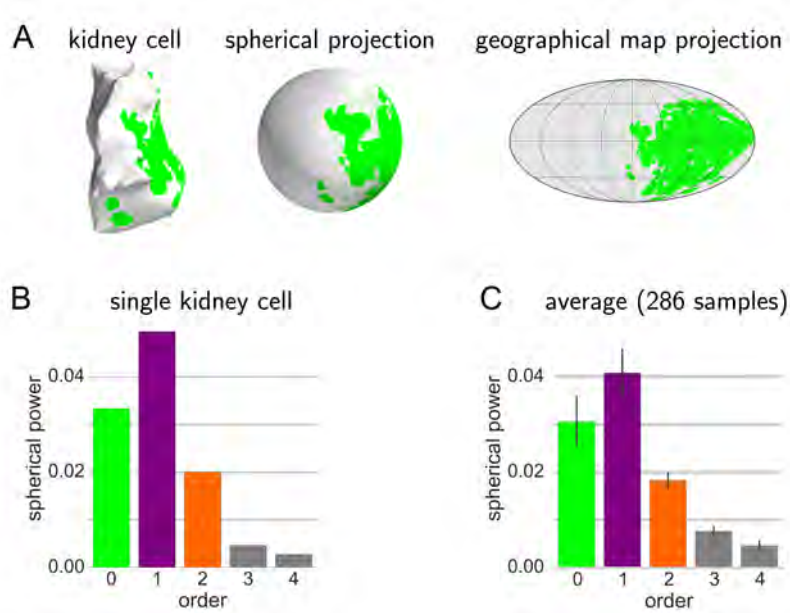 A
kidney cell
spherical projection
geographical map projection
B
single kidney cell
spherical power
0.04
0.02
0.00
0 1 2 3 4
order
C
average (286 samples)
spherical power
0.04
0.02
0.00
0 1 2 3 4
order